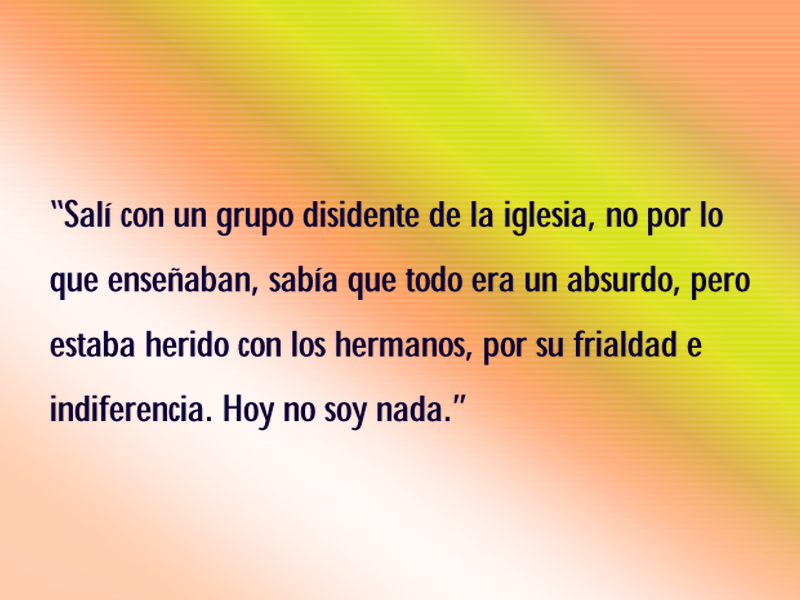 “Salí con un grupo disidente de la iglesia, no por lo
que enseñaban, sabía que todo era un absurdo, pero
estaba herido con los hermanos, por su frialdad e
indiferencia. Hoy no soy nada.”